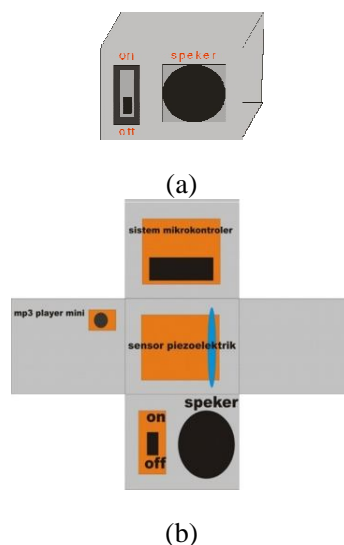 on speker
off
(a)
sistem mikrokontroler
mp3 player mini
sensor piezoelektrik
speker
on
off
(b)